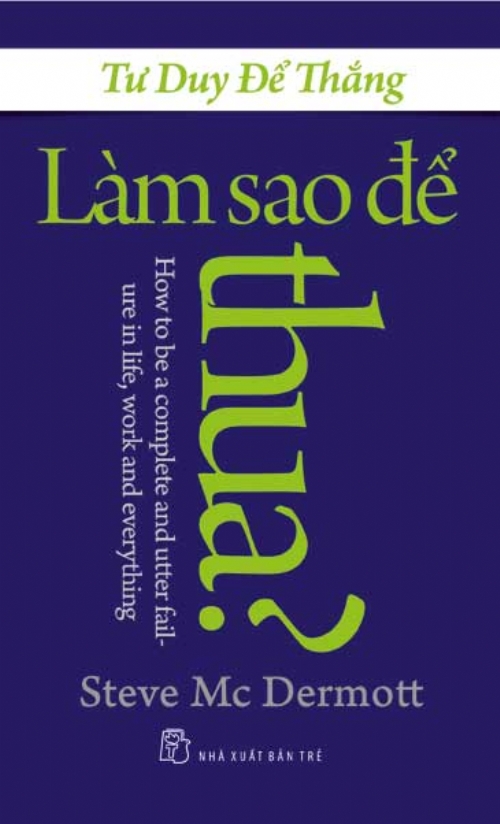 Tư Duy Để Thắng
Làm sao để
thua?
How to be a complete and utter fail-
ure in life, work and everything
Steve Mc Dermott
NHÀ XUẤT BẢN TRẺ